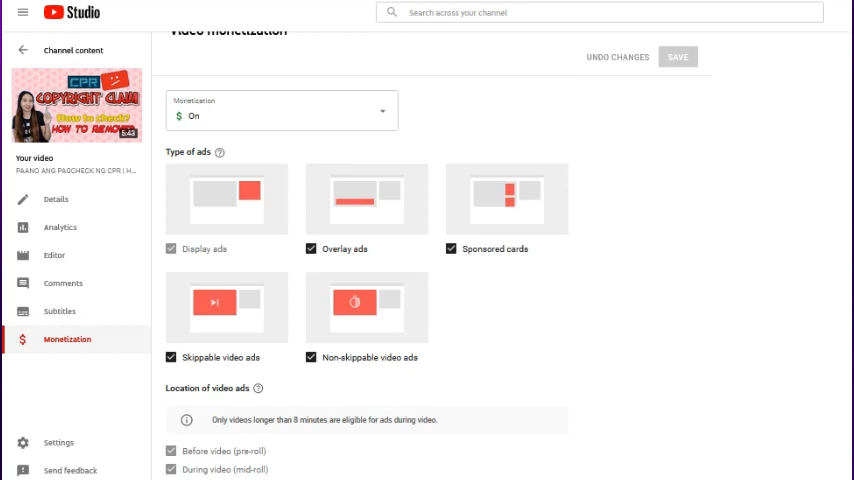 Studio
Search across your channel
Video monetization
Channel content
UNDO CHANGES
SAVE
CPR
COPYRIGHT CLAIM
How to check?
HOW TO REMOVE?
5:43
Monetization
$ On
Your video
PAANO ANG PAGCHECK NG CPR | H...
Type of ads
Details
Analytics
Editor
Comments
Subtitles
$ Monetization
Display ads
Overlay ads
Sponsored cards
Skippable video ads
Non-skippable video ads
Location of video ads
Only videos longer than 8 minutes are eligible for ads during video.
Settings
Before video (pre-roll)
Send feedback
During video (mid-roll)